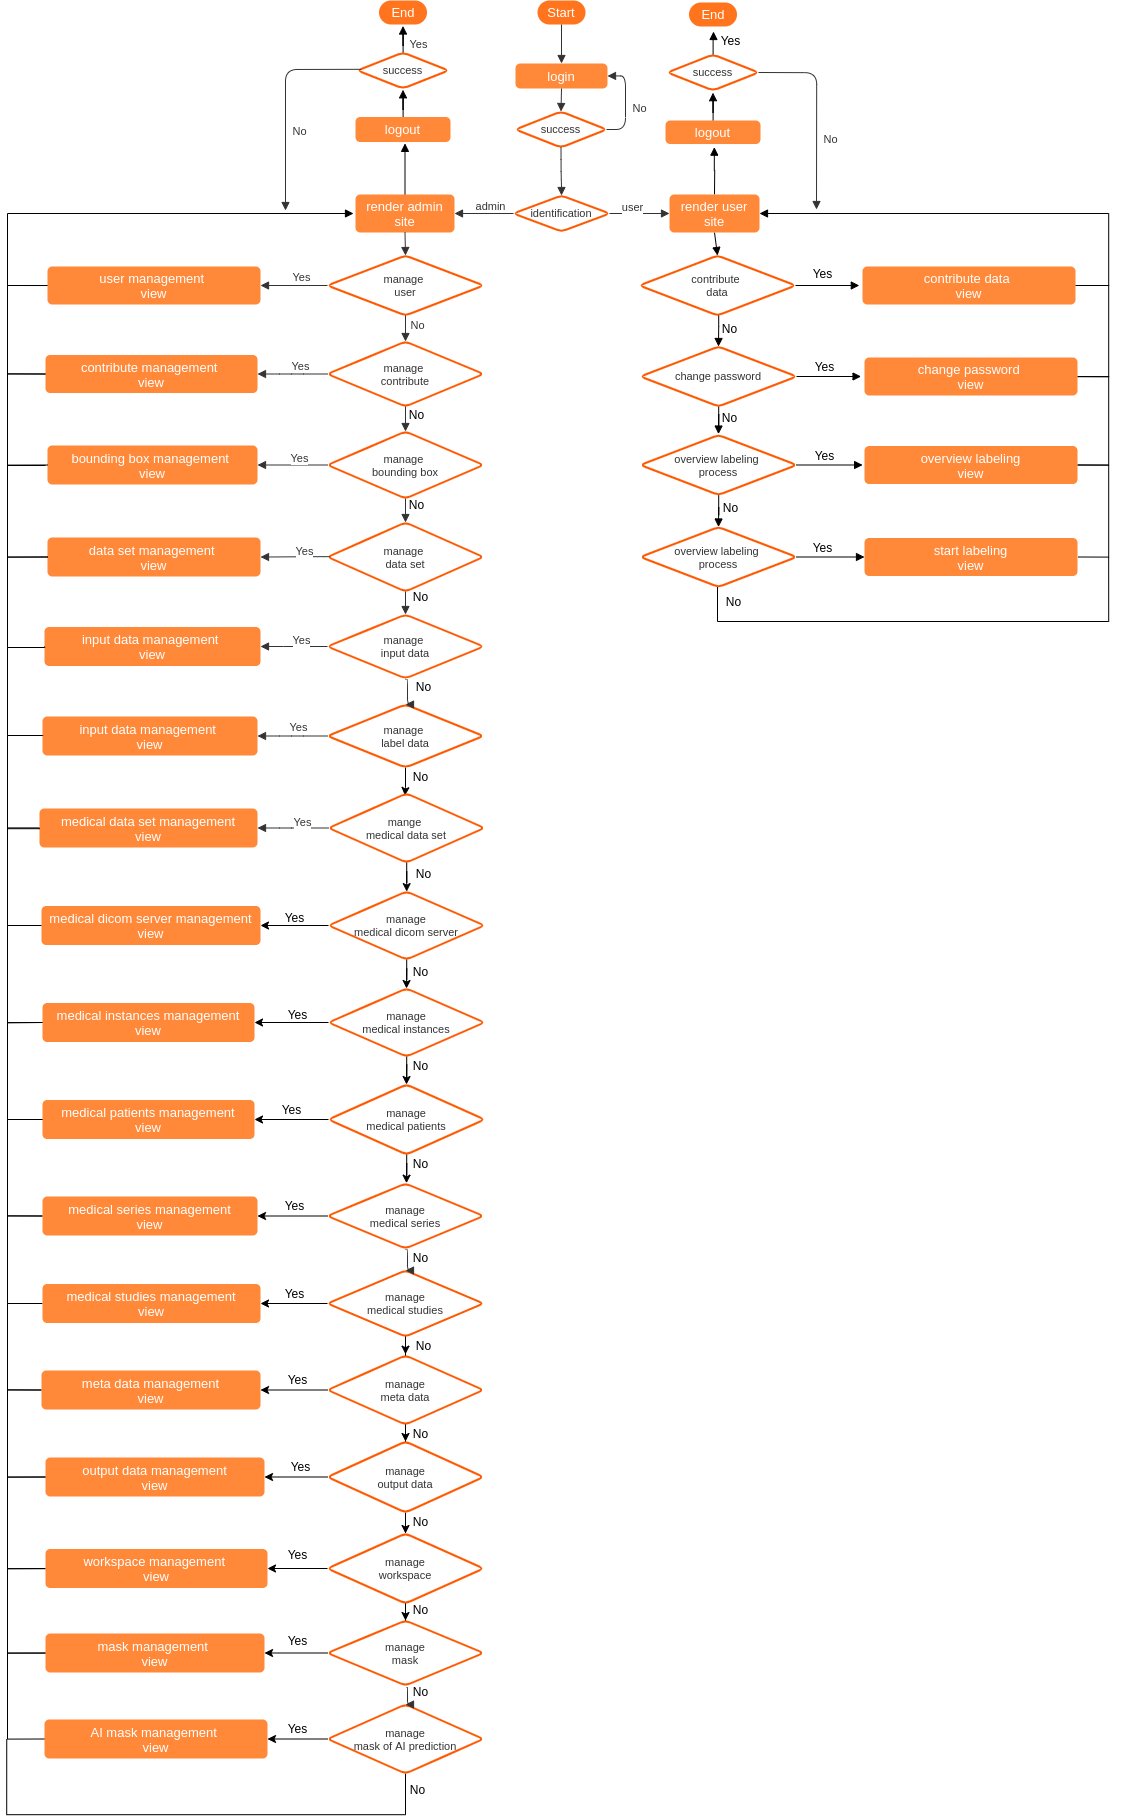 End
Start
End
Yes
Yes
success
success
login
No
No
No
logout
success
logout
render admin
site
admin
identification
user
render user
site
user management
view
Yes
manage
user
contribute
data
Yes
contribute data
view
No
No
contribute management
view
Yes
manage
contribute
change password
Yes
change password
view
No
No
bounding box management
view
Yes
manage
bounding box
overview labeling
process
Yes
overview labeling
view
No
No
data set management
view
Yes
manage
data set
overview labeling
process
Yes
start labeling
view
No
No
input data management
view
Yes
manage
input data
No
input data management
view
Yes
manage
label data
No
medical data set management
view
Yes
mange
medical data set
No
medical dicom server management
view
Yes
manage
medical dicom server
No
medical instances management
view
Yes
manage
medical instances
No
medical patients management
view
Yes
manage
medical patients
No
medical series management
view
Yes
manage
medical series
No
medical studies management
view
Yes
manage
medical studies
No
meta data management
view
Yes
manage
meta data
No
output data management
view
Yes
manage
output data
No
workspace management
view
Yes
manage
workspace
No
mask management
view
Yes
manage
mask
No
AI mask management
view
Yes
manage
mask of AI prediction
No